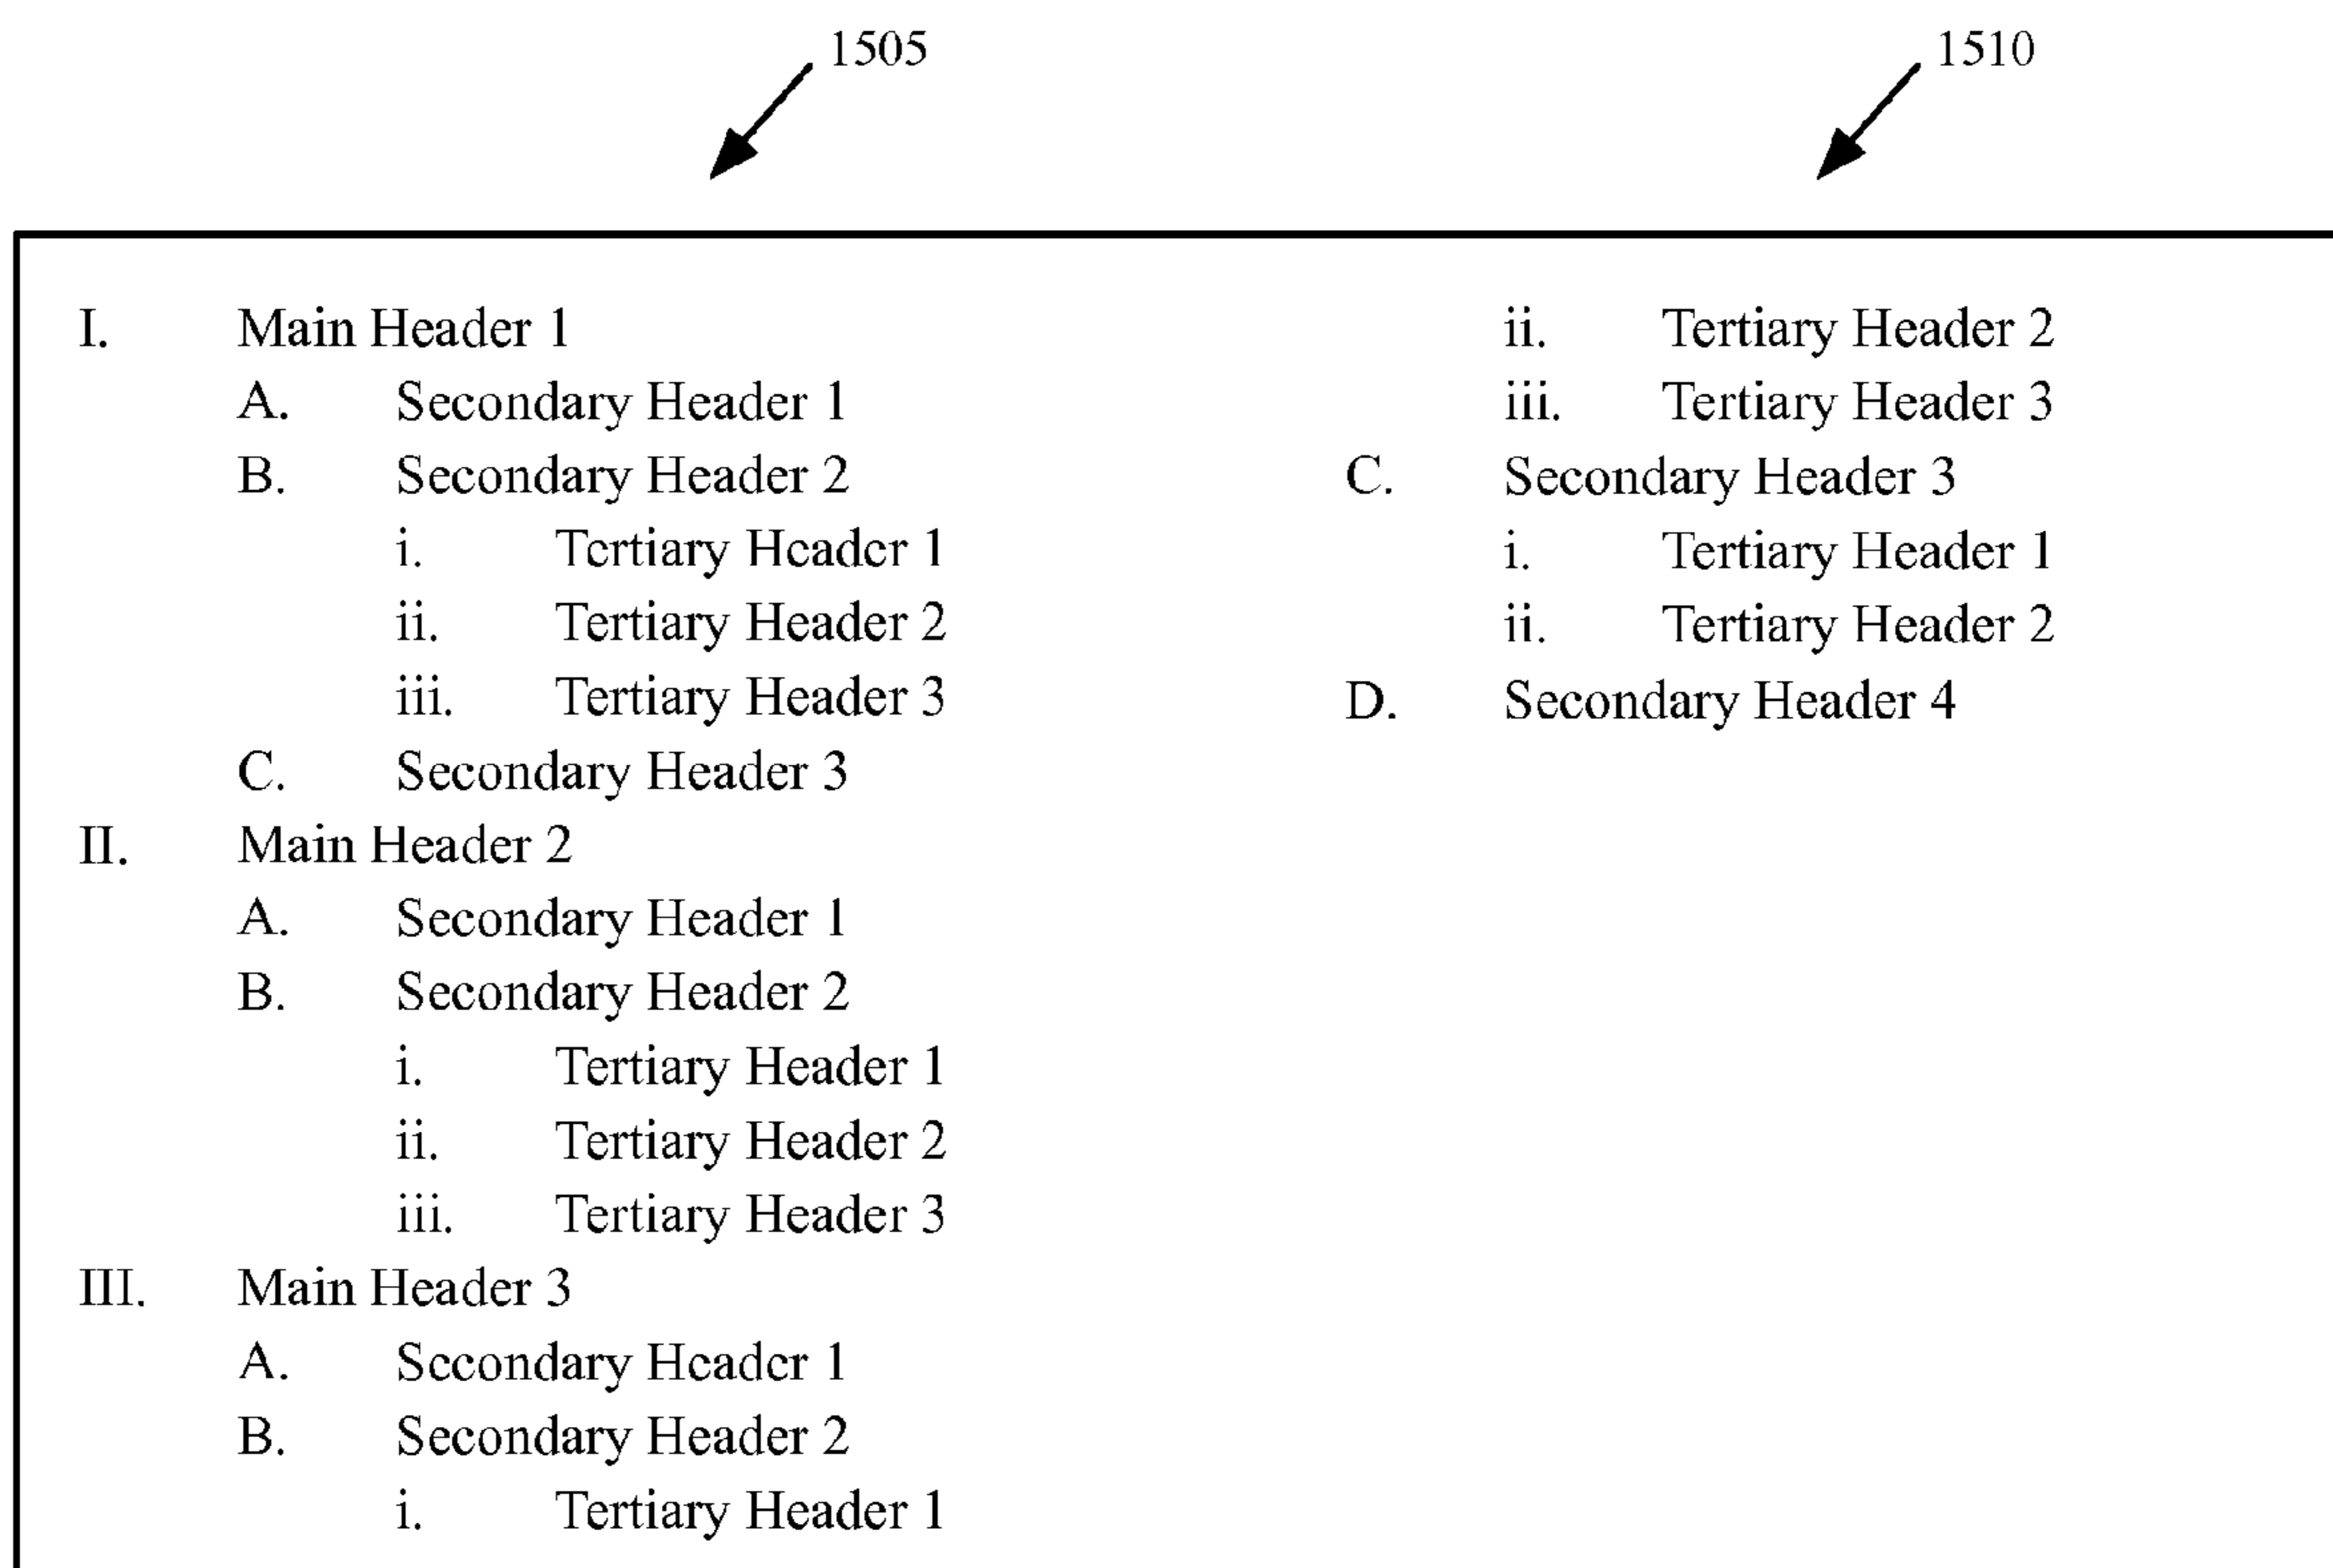 1505
1510
I. Main Header 1
A. Secondary Header 1
B. Secondary Header 2
i. Tertiary Header 1
ii. Tertiary Header 2
iii. Tertiary Header 3
C. Secondary Header 3
II. Main Header 2
A. Secondary Header 1
B. Secondary Header 2
i. Tertiary Header 1
ii. Tertiary Header 2
iii. Tertiary Header 3
III. Main Header 3
A. Secondary Header 1
B. Secondary Header 2
i. Tertiary Header 1
ii. Tertiary Header 2
iii. Tertiary Header 3
C. Secondary Header 3
i. Tertiary Header 1
ii. Tertiary Header 2
D. Secondary Header 4